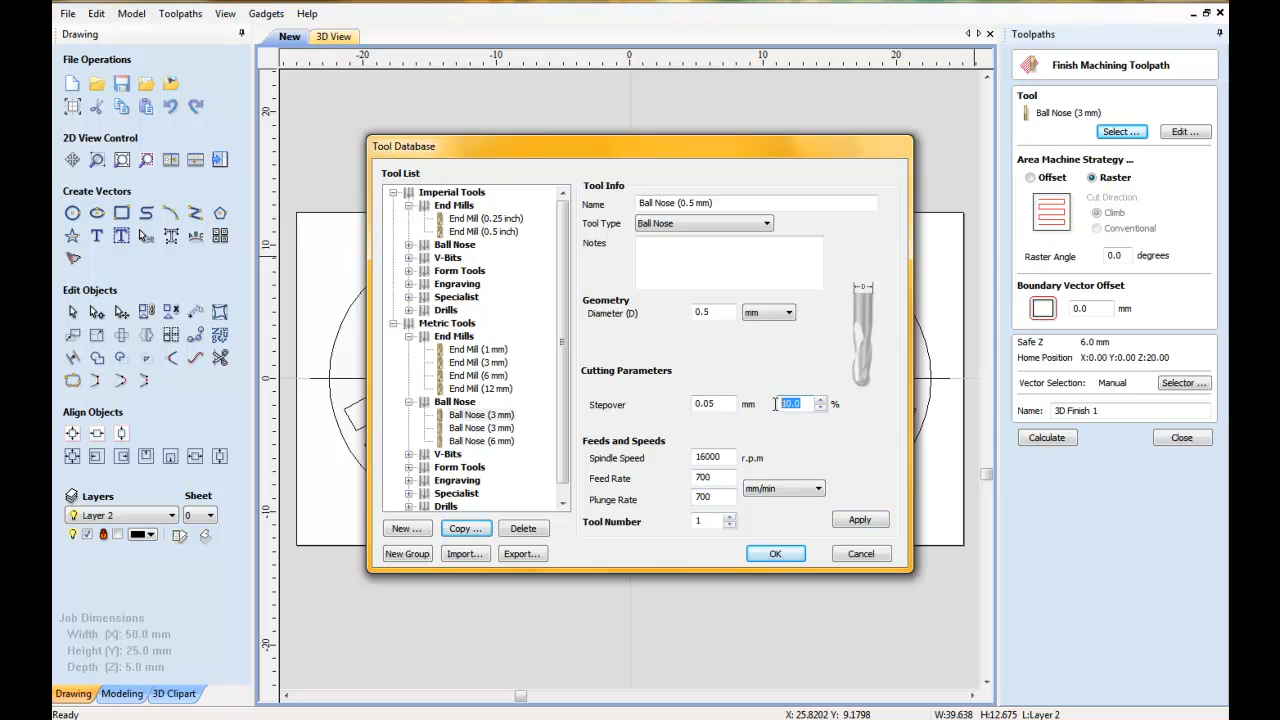 File Edit Model Toolpaths View Gadgets Help
Drawing
File Operations
2D View Control
Create Vectors
Edit Objects
Align Objects
Layers Sheet
Layer 2 0
Job Dimensions
Width (X): 50.0 mm
Height (Y): 25.0 mm
Depth (Z): 5.0 mm
Drawing Modeling 3D Clipart
Ready
New 3D View
-20 -10 0 10 20
20
10
0
-10
-20
Tool Database
Tool List
Imperial Tools
End Mills
End Mill (0.25 inch)
End Mill (0.5 inch)
Ball Nose
V-Bits
Form Tools
Engraving
Specialist
Drills
Metric Tools
End Mills
End Mill (1 mm)
End Mill (3 mm)
End Mill (6 mm)
End Mill (12 mm)
Ball Nose
Ball Nose (3 mm)
Ball Nose (3 mm)
Ball Nose (6 mm)
V-Bits
Form Tools
Engraving
Specialist
Drills
New ... Copy ... Delete
New Group Import... Export...
Tool Info
Name Ball Nose (0.5 mm)
Tool Type Ball Nose
Notes
Geometry
Diameter (D) 0.5 mm
D
Cutting Parameters
Stepover 0.05 mm 10.0 %
Feeds and Speeds
Spindle Speed 16000 r.p.m
Feed Rate 700
mm/min
Plunge Rate 700
Tool Number 1
Apply
OK Cancel
Toolpaths
Finish Machining Toolpath
Tool
Ball Nose (3 mm)
Select ... Edit ...
Area Machine Strategy ...
Offset Raster
Cut Direction
Climb
Conventional
Raster Angle 0.0 degrees
Boundary Vector Offset
0.0 mm
Safe Z 6.0 mm
Home Position X:0.00 Y:0.00 Z:20.00
Vector Selection: Manual Selector ...
Name: 3D Finish 1
Calculate Close
X: 25.8202 Y: 9.1798 W:39.638 H:12.675 L:Layer 2